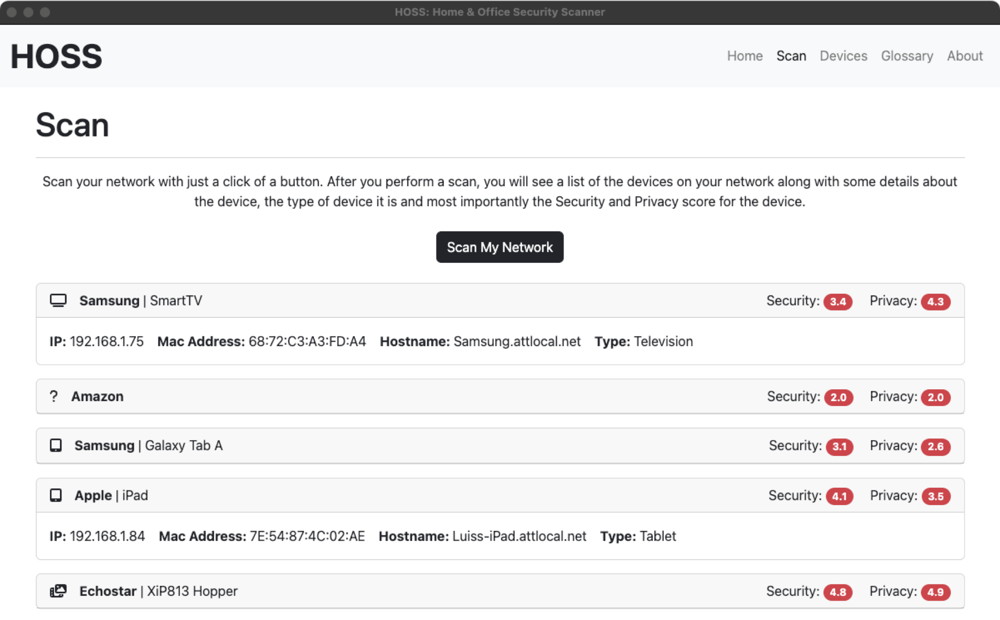 HOSS: Home & Office Security Scanner
HOSS
Home Scan Devices Glossary About
Scan
Scan your network with just a click of a button. After you perform a scan, you will see a list of the devices on your network along with some details about
the device, the type of device it is and most importantly the Security and Privacy score for the device.
Scan My Network
Samsung | SmartTV Security: 3.4 Privacy: 4.3
IP: 192.168.1.75 Mac Address: 68:72:C3:A3:FD:A4 Hostname: Samsung.attlocal.net Type: Television
? Amazon Security: 2.0 Privacy: 2.0
Samsung | Galaxy Tab A Security: 3.1 Privacy: 2.6
Apple | iPad Security: 4.1 Privacy: 3.5
IP: 192.168.1.84 Mac Address: 7E:54:87:4C:02:AE Hostname: Luiss-iPad.attlocal.net Type: Tablet
Echostar | XiP813 Hopper Security: 4.8 Privacy: 4.9